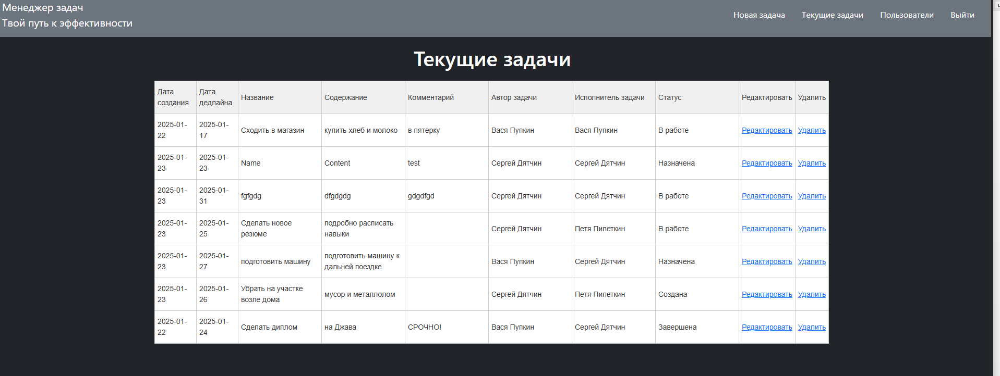 Менеджер задач
Твой путь к эффективности
Новая задача Текущие задачи Пользователи Выйти
Текущие задачи
Дата создания Дата дедлайна Название Содержание Комментарий Автор задачи Исполнитель задачи Статус Редактировать Удалить
2025-01-22 2025-01-17 Сходить в магазин купить хлеб и молоко в пятерку Вася Пупкин Вася Пупкин В работе Редактировать Удалить
2025-01-23 2025-01-23 Name Content test Сергей Дятчин Сергей Дятчин Назначена Редактировать Удалить
2025-01-23 2025-01-31 fgfgdg dfgdgdg gdgdfgd Сергей Дятчин Сергей Дятчин В работе Редактировать Удалить
2025-01-23 2025-01-25 Сделать новое резюме подробно расписать навыки Сергей Дятчин Петя Пипеткин В работе Редактировать Удалить
2025-01-23 2025-01-27 подготовить машину подготовить машину к дальней поездке Вася Пупкин Сергей Дятчин Назначена Редактировать Удалить
2025-01-23 2025-01-26 Убрать на участке возле дома мусор и металлолом Сергей Дятчин Петя Пипеткин Создана Редактировать Удалить
2025-01-22 2025-01-24 Сделать диплом на Джава СРОЧНО! Вася Пупкин Сергей Дятчин Завершена Редактировать Удалить